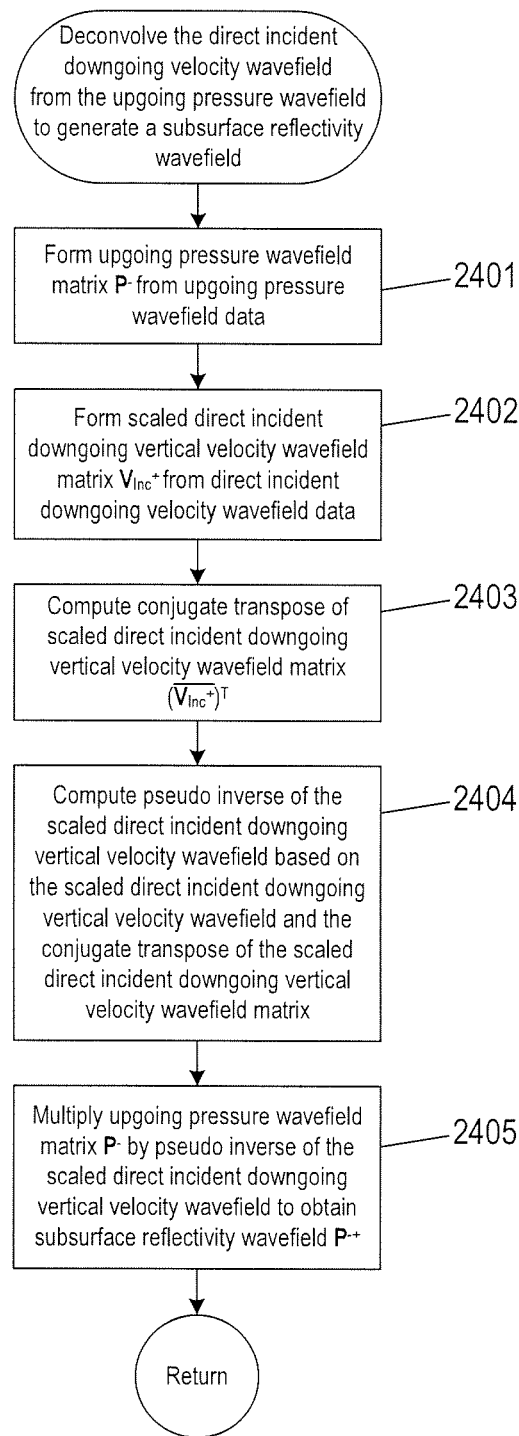 Deconvolve the direct incident
downgoing velocity wavefield
from the upgoing pressure wavefield
to generate a subsurface reflectivity
wavefield
Form upgoing pressure wavefield
matrix P- from upgoing pressure
wavefield data
2401
Form scaled direct incident
downgoing vertical velocity wavefield
matrix VInc+ from direct incident
downgoing velocity wavefield data
2402
Compute conjugate transpose of
scaled direct incident downgoing
vertical velocity wavefield matrix
(V̅I̅n̅c̅+̅)T
2403
Compute pseudo inverse of the
scaled direct incident downgoing
vertical velocity wavefield based on
the scaled direct incident downgoing
vertical velocity wavefield and the
conjugate transpose of the scaled
direct incident downgoing vertical
velocity wavefield matrix
2404
Multiply upgoing pressure wavefield
matrix P- by pseudo inverse of the
scaled direct incident downgoing
vertical velocity wavefield to obtain
subsurface reflectivity wavefield P-+
2405
Return